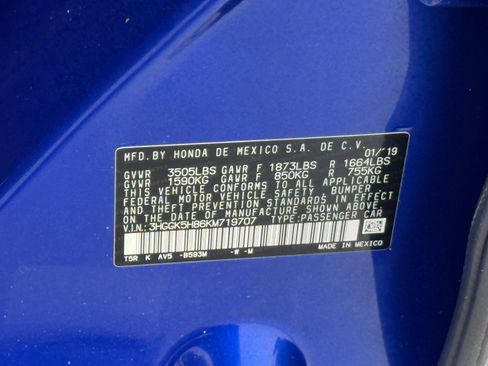 MFD.BY HONDA DE MEXICO S.A. DE C.V. 01/'19
GVWR 3505LBS GAWR F 1873LBS R 1664LBS
GVWR 1590KG GAWR F 850KG R 755KG
THIS VEHICLE CONFORMS TO ALL APPLICABLE
FEDERAL MOTOR VEHICLE SAFETY, BUMPER,
AND THEFT PREVENTION STANDARDS IN EFFECT
ON THE DATE OF MANUFACTURE SHOWN ABOVE.
V.I.N.: 3HGGK5H86KM719707 TYPE:PASSENGER CAR
T5R K AV5 -B593M -W -M MADE IN MEXICO